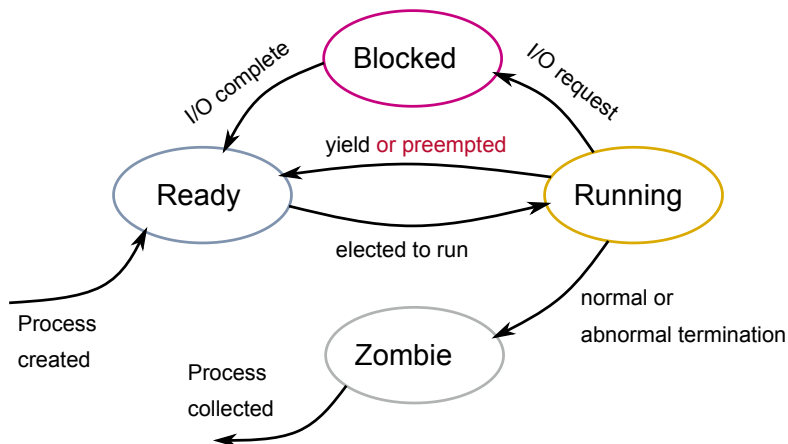 Blocked
I/O complete
I/O request
yield or preempted
Ready
Running
elected to run
Process
created
normal or
abnormal termination
Zombie
Process
collected